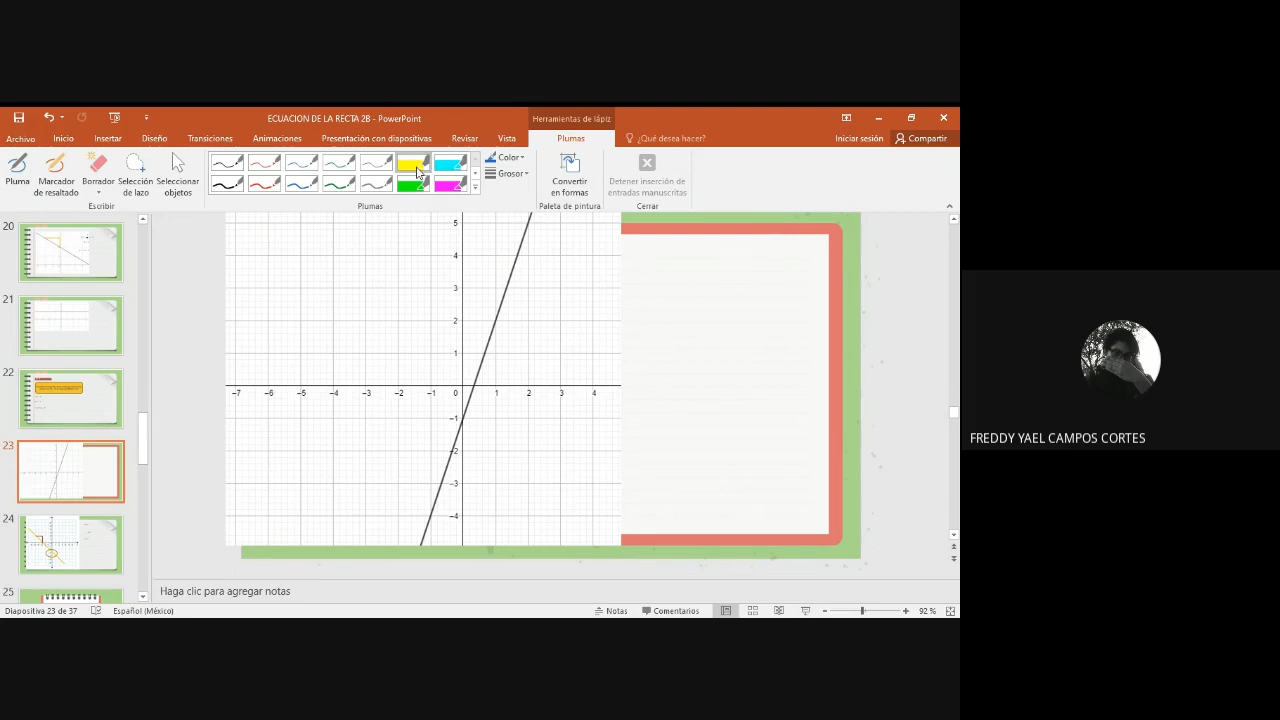 ECUACION DE LA RECTA 2B - PowerPoint
Herramientas de lápiz
Archivo Inicio Insertar Diseño Transiciones Animaciones Presentación con diapositivas Revisar Vista Plumas ¿Qué desea hacer? Iniciar sesión Compartir
Pluma
Marcador de resaltado
Borrador
Selección de lazo
Seleccionar objetos
Color
Grosor
Convertir en formas
Detener inserción de entradas manuscritas
Escribir Plumas Paleta de pintura Cerrar
20
21
22
23
24
25
5
4
3
2
1
−7 −6 −5 −4 −3 −2 −1 0 1 2 3 4
−1
−2
−3
−4
FREDDY YAEL CAMPOS CORTES
Haga clic para agregar notas
Diapositiva 23 de 37 Español (México) Notas Comentarios 92 %